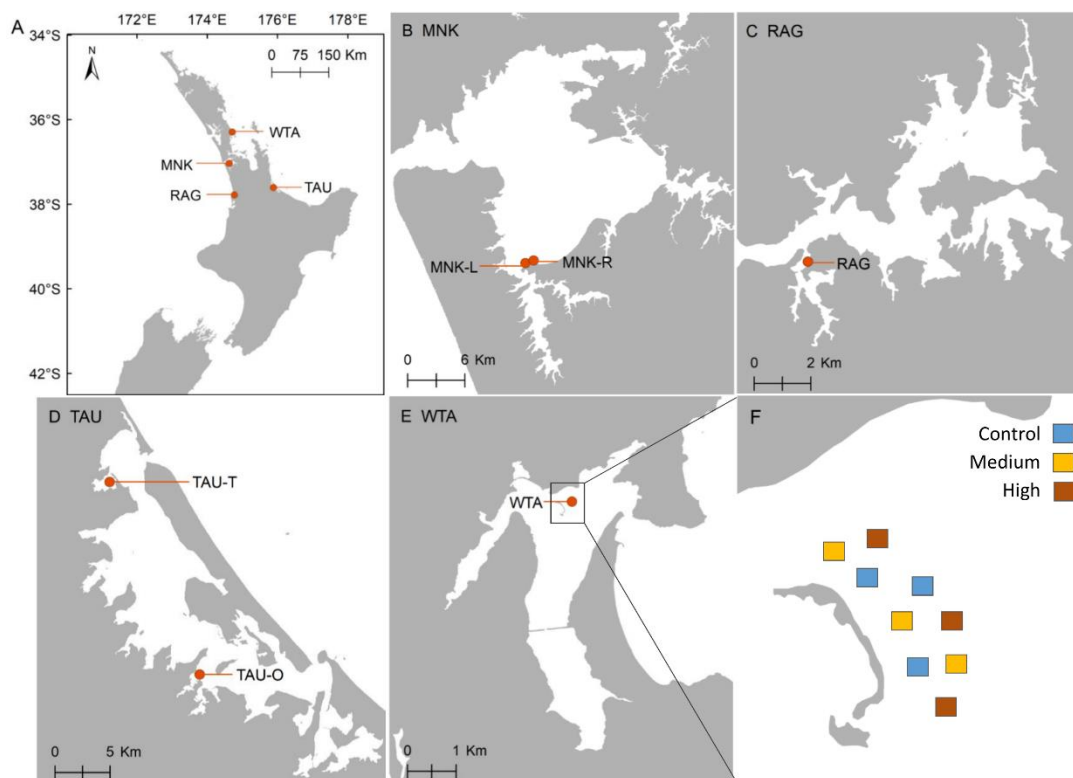 A
172°E 174°E 176°E 178°E
34°S
36°S
38°S
40°S
42°S
N
0 75 150 Km
WTA
MNK
RAG
TAU
B MNK
MNK-L
MNK-R
0 6 Km
C RAG
RAG
0 2 Km
D TAU
TAU-T
TAU-O
0 5 Km
E WTA
WTA
0 1 Km
F
Control
Medium
High